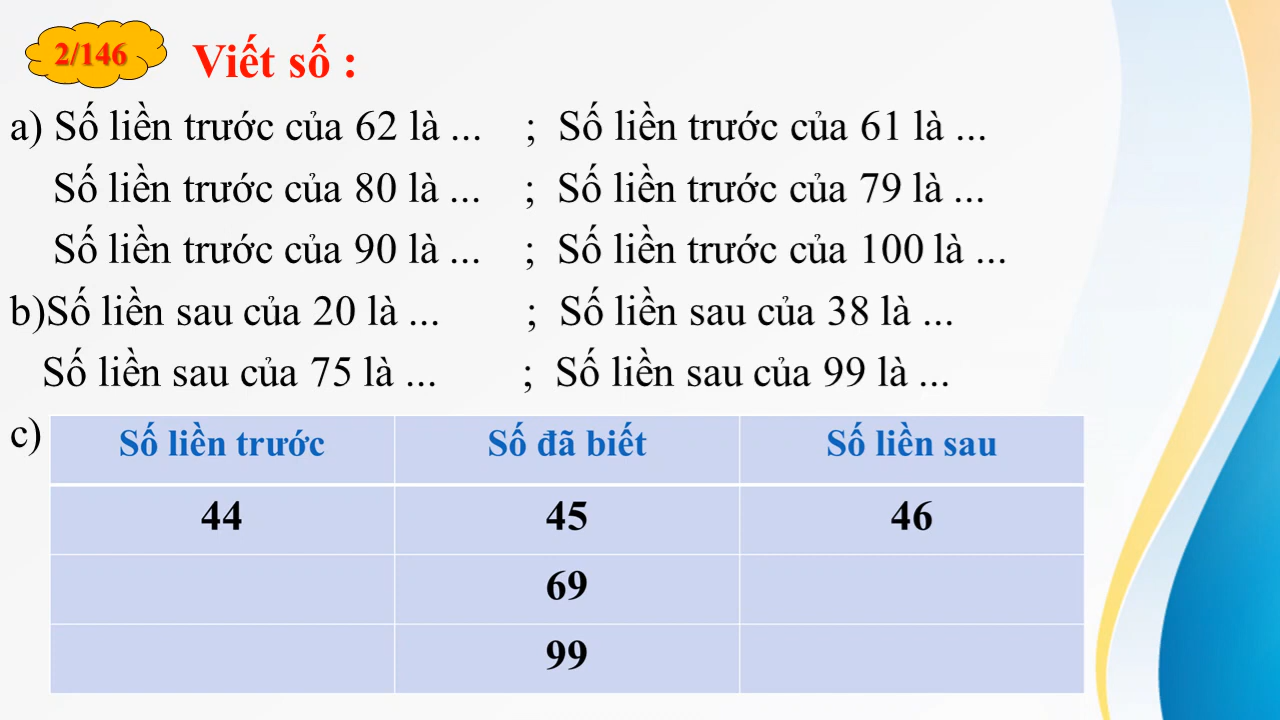 2/146 Viết số :
a) Số liền trước của 62 là ... ; Số liền trước của 61 là ...
Số liền trước của 80 là ... ; Số liền trước của 79 là ...
Số liền trước của 90 là ... ; Số liền trước của 100 là ...
b)Số liền sau của 20 là ... ; Số liền sau của 38 là ...
Số liền sau của 75 là ... ; Số liền sau của 99 là ...
c) Số liền trước Số đã biết Số liền sau
44 45 46
69
99